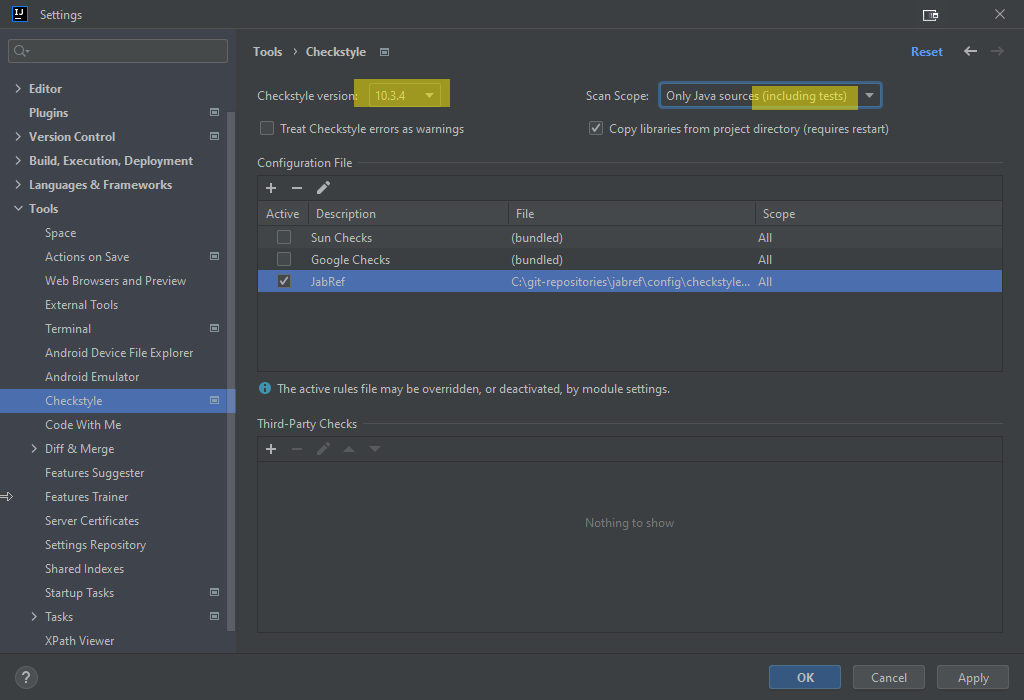 IJ Settings
Editor
Plugins
Version Control
Build, Execution, Deployment
Languages & Frameworks
Tools
Space
Actions on Save
Web Browsers and Preview
External Tools
Terminal
Android Device File Explorer
Android Emulator
Checkstyle
Code With Me
Diff & Merge
Features Suggester
Features Trainer
Server Certificates
Settings Repository
Shared Indexes
Startup Tasks
Tasks
XPath Viewer
Tools › Checkstyle Reset
Checkstyle version: 10.3.4 Scan Scope: Only Java sources (including tests)
Treat Checkstyle errors as warnings Copy libraries from project directory (requires restart)
Configuration File
Active Description File Scope
Sun Checks (bundled) All
Google Checks (bundled) All
JabRef C:\git-repositories\jabref\config\checkstyle... All
The active rules file may be overridden, or deactivated, by module settings.
Third-Party Checks
Nothing to show
? OK Cancel Apply